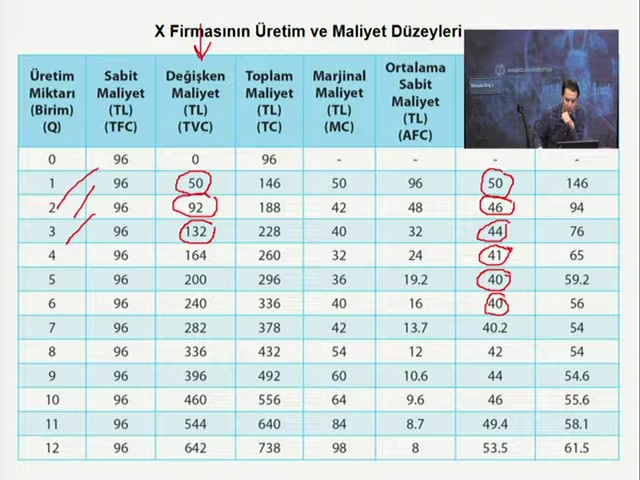 X Firmasının Üretim ve Maliyet Düzeyleri
ANADOLU ÜNİVERSİTESİ
Üretim Miktarı (Birim) (Q) Sabit Maliyet (TL) (TFC) Değişken Maliyet (TL) (TVC) Toplam Maliyet (TL) (TC) Marjinal Maliyet (TL) (MC) Ortalama Sabit Maliyet (TL) (AFC)
0 96 0 96 - - - -
1 96 50 146 50 96 50 146
2 96 92 188 42 48 46 94
3 96 132 228 40 32 44 76
4 96 164 260 32 24 41 65
5 96 200 296 36 19.2 40 59.2
6 96 240 336 40 16 40 56
7 96 282 378 42 13.7 40.2 54
8 96 336 432 54 12 42 54
9 96 396 492 60 10.6 44 54.6
10 96 460 556 64 9.6 46 55.6
11 96 544 640 84 8.7 49.4 58.1
12 96 642 738 98 8 53.5 61.5